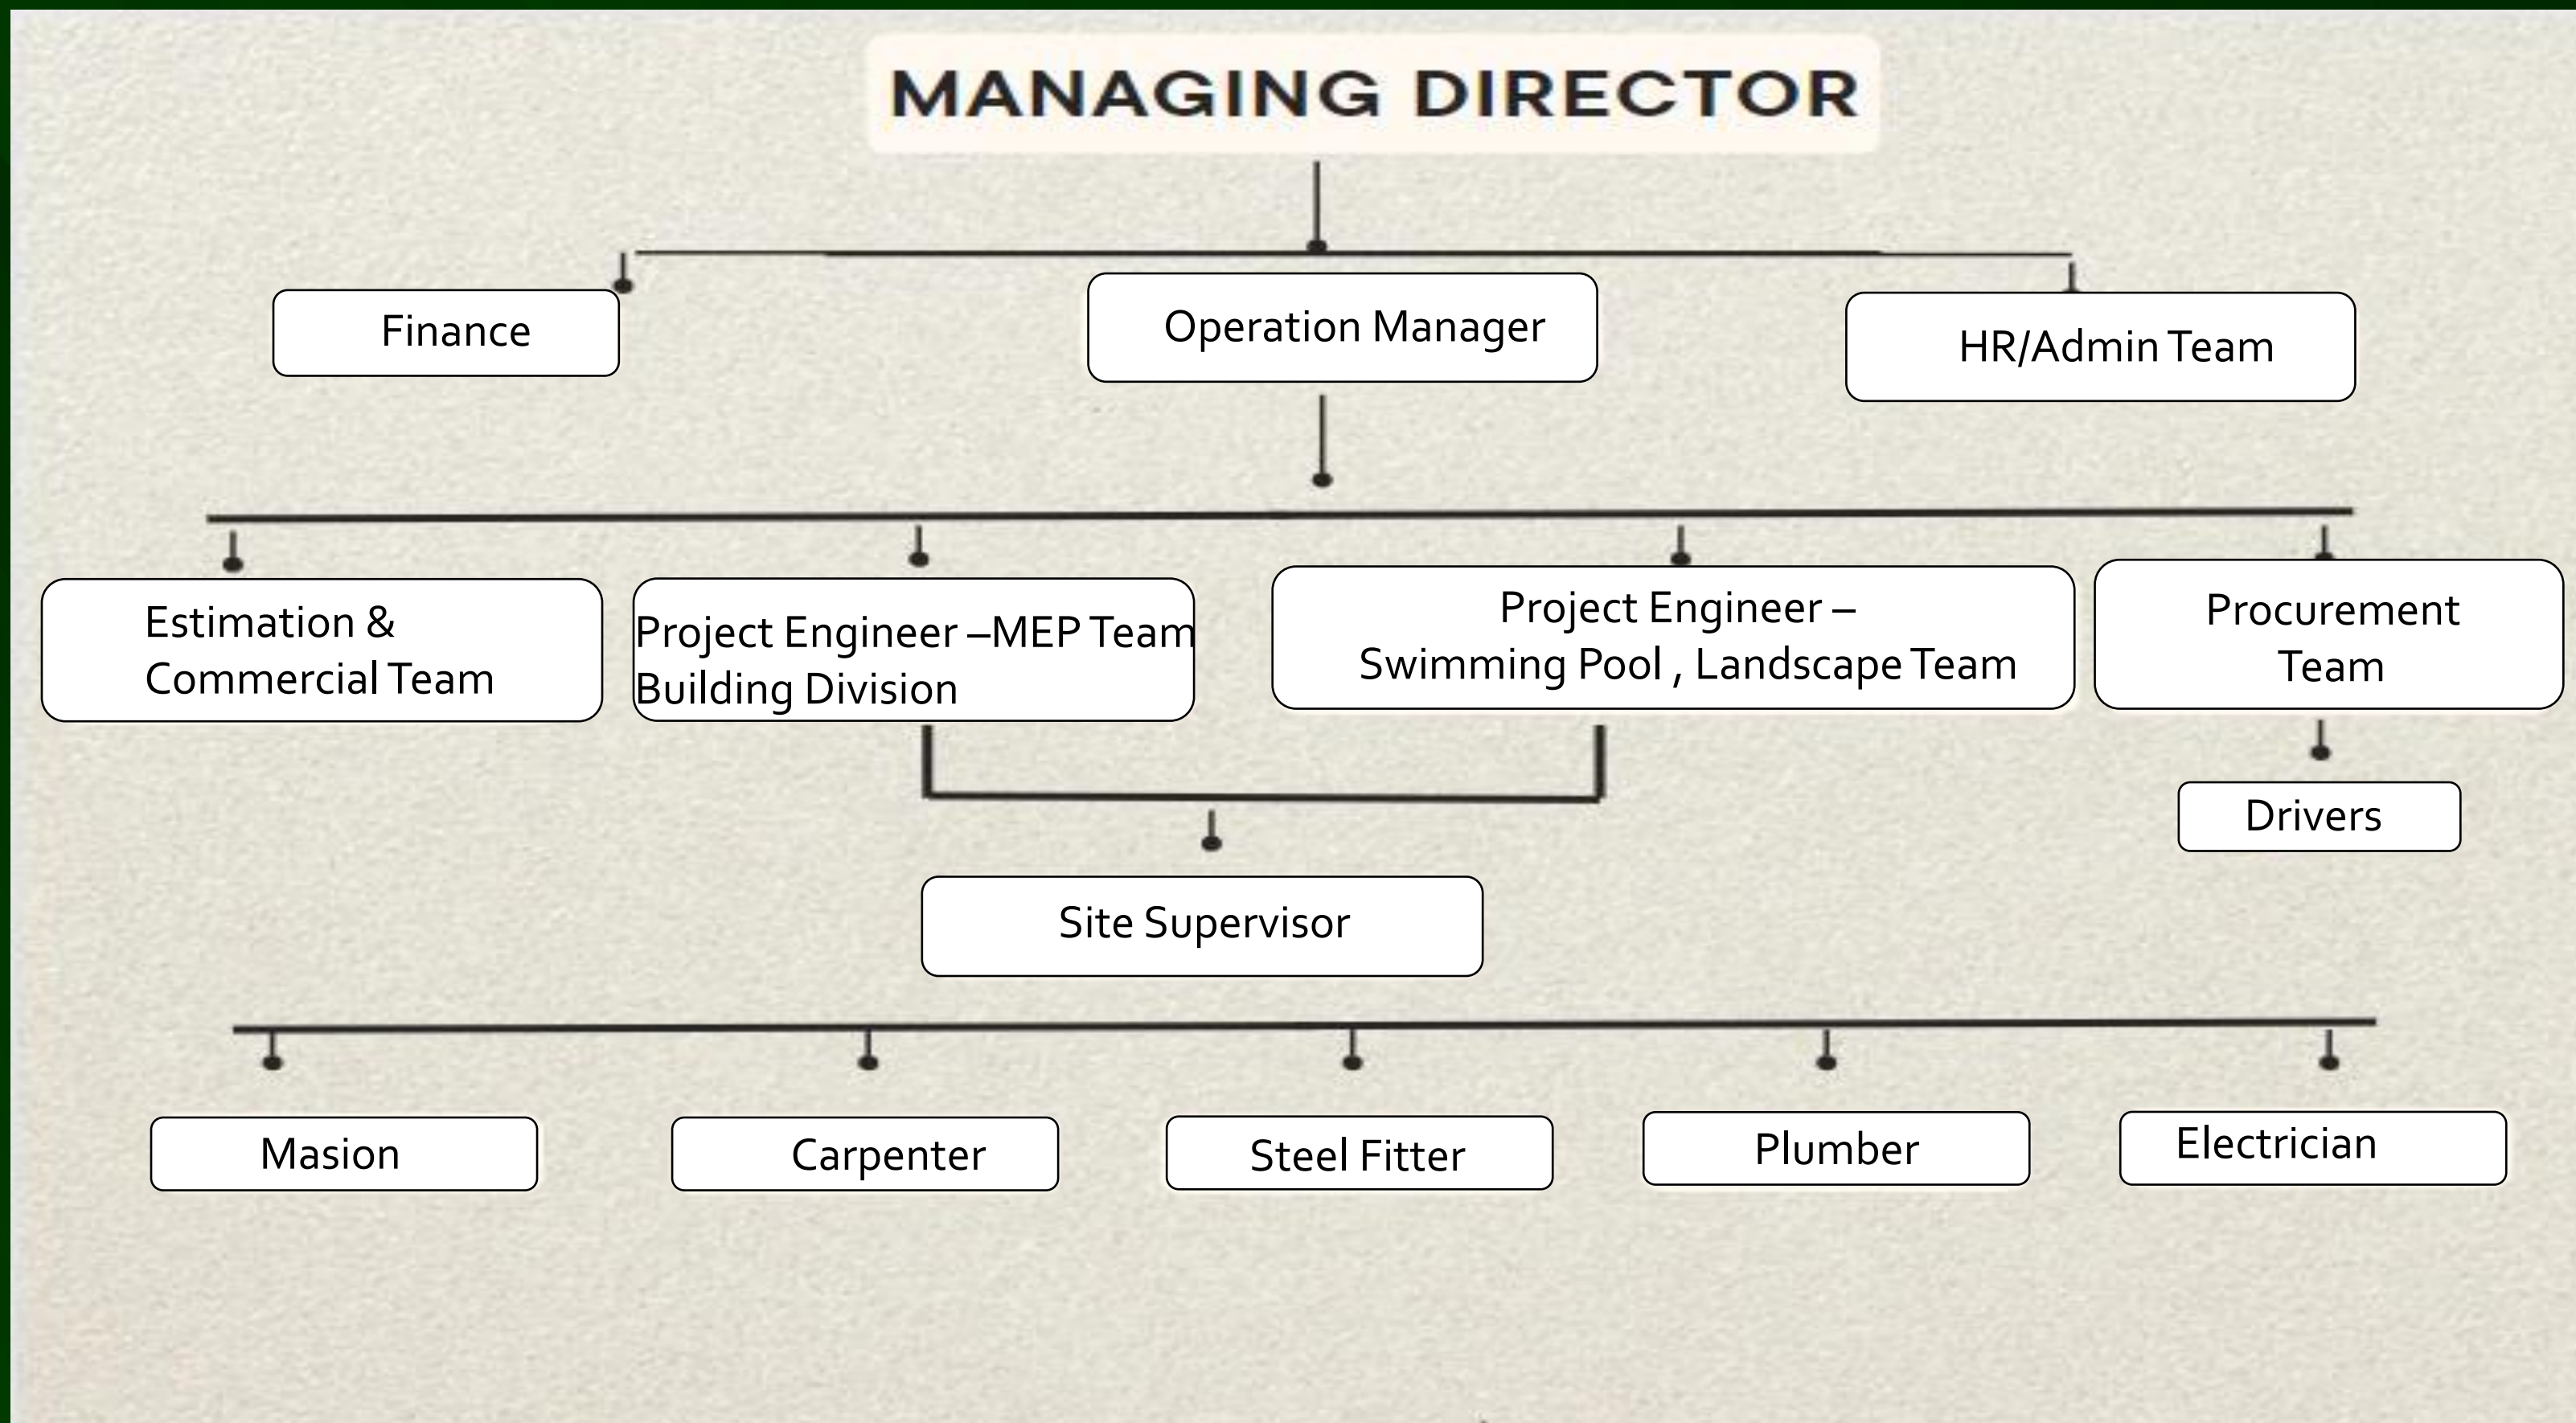 MANAGING DIRECTOR
Finance
Operation Manager
HR/Admin Team
Estimation &
Commercial Team
Project Engineer –MEP Team
Building Division
Project Engineer –
Swimming Pool , Landscape Team
Procurement
Team
Drivers
Site Supervisor
Masion
Carpenter
Steel Fitter
Plumber
Electrician